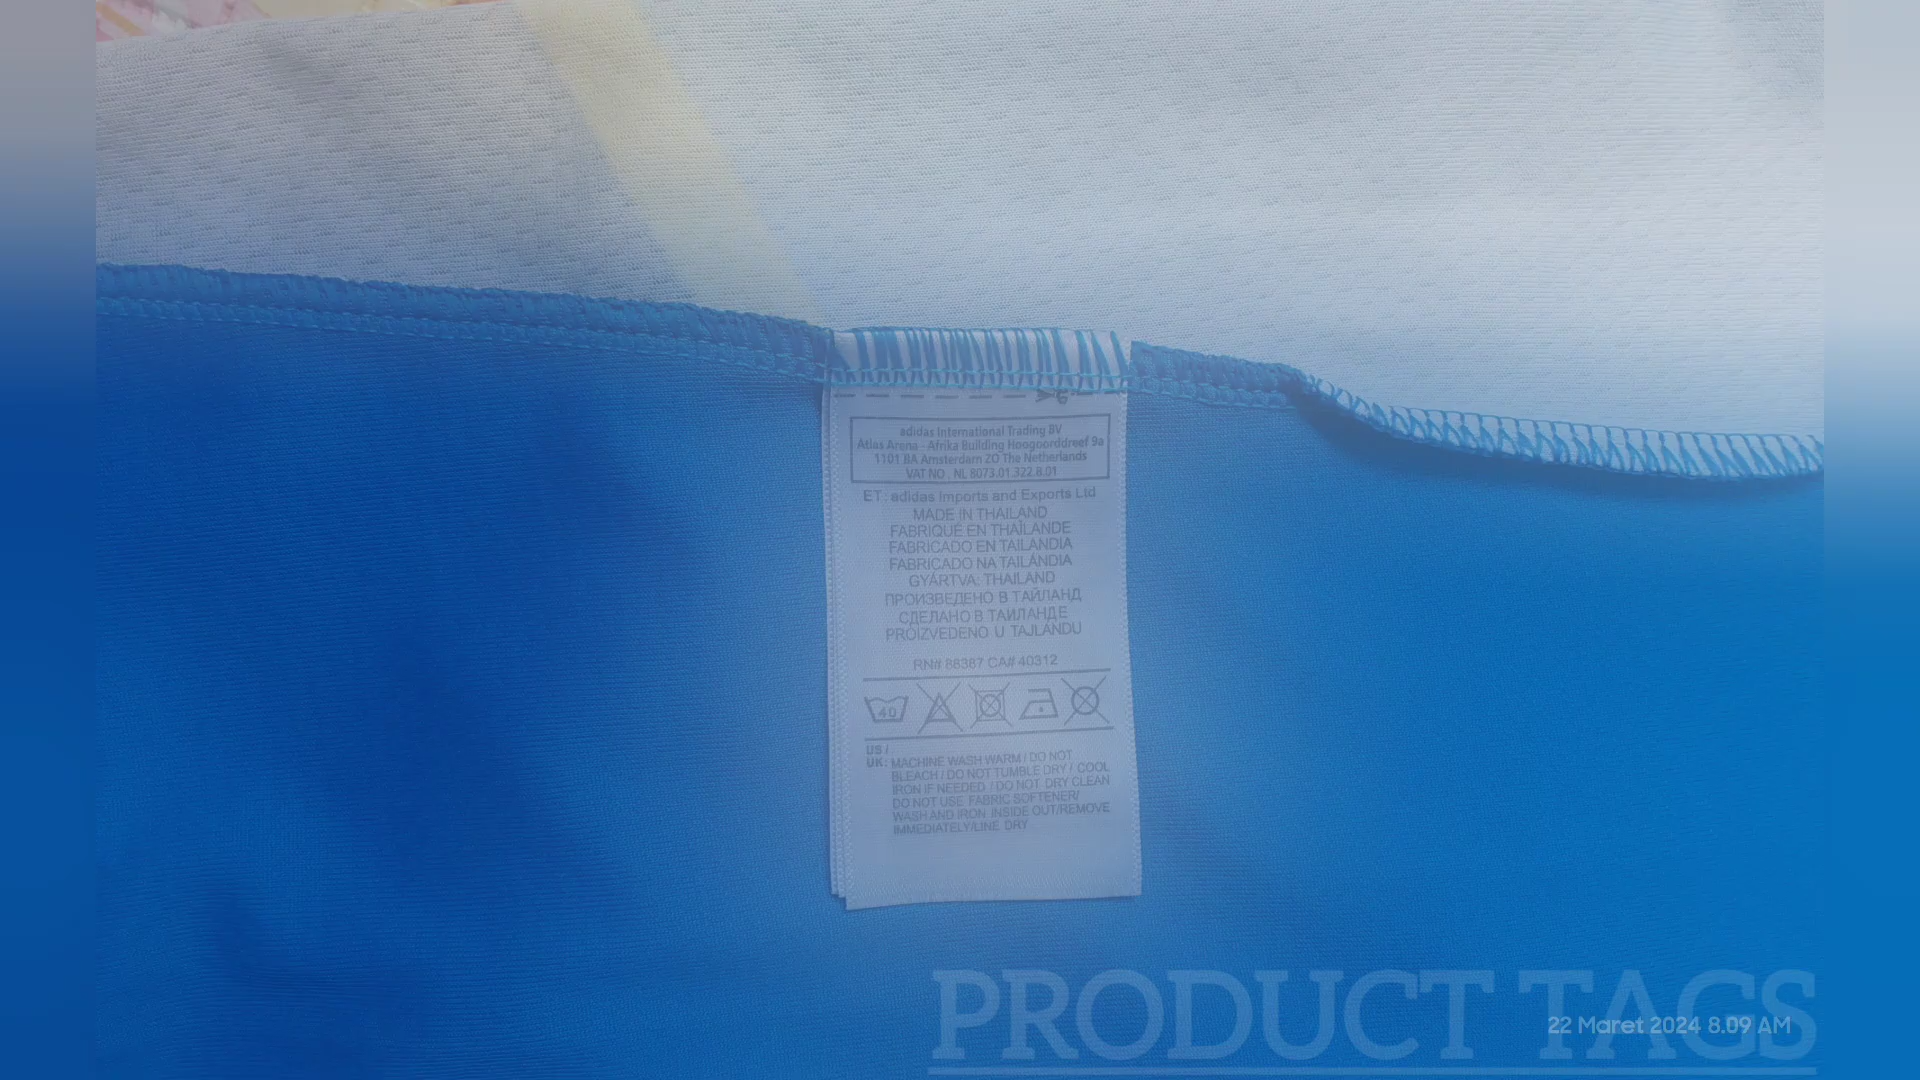 adidas International Trading BV
Atlas Arena - Afrika Building Hoogoorddreef 9a
1101 BA Amsterdam ZO The Netherlands
VAT NO . NL 8073.01.322.B.01
ET : adidas Imports and Exports Ltd
MADE IN THAILAND
FABRIQUÉ EN THAÏLANDE
FABRICADO EN TAILANDIA
FABRICADO NA TAILÂNDIA
GYÁRTVA: THAILAND
ПРОИЗВЕДЕНО В ТАЙЛАНД
СДЕЛАНО В ТАИЛАНДЕ
PROIZVEDENO U TAJLANDU
RN# 88387 CA# 40312
40
US /
UK: MACHINE WASH WARM / DO NOT
BLEACH / DO NOT TUMBLE DRY / COOL
IRON IF NEEDED / DO NOT DRY CLEAN
DO NOT USE FABRIC SOFTENER/
WASH AND IRON INSIDE OUT/REMOVE
IMMEDIATELY/LINE DRY
PRODUCT TAGS
22 Maret 2024 8.09 AM